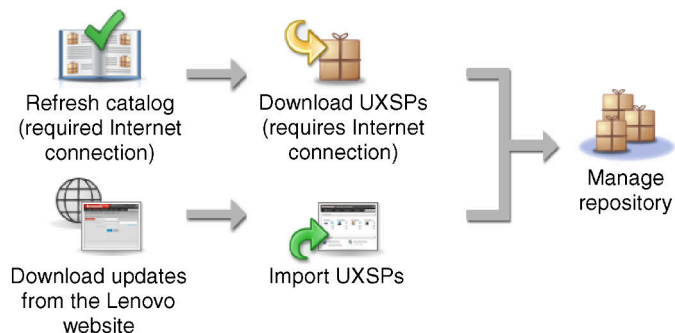 Refresh catalog
(required Internet
connection)
Download UXSPs
(requires Internet
connection)
Manage
repository
Download updates
from the Lenovo
website
Import UXSPs